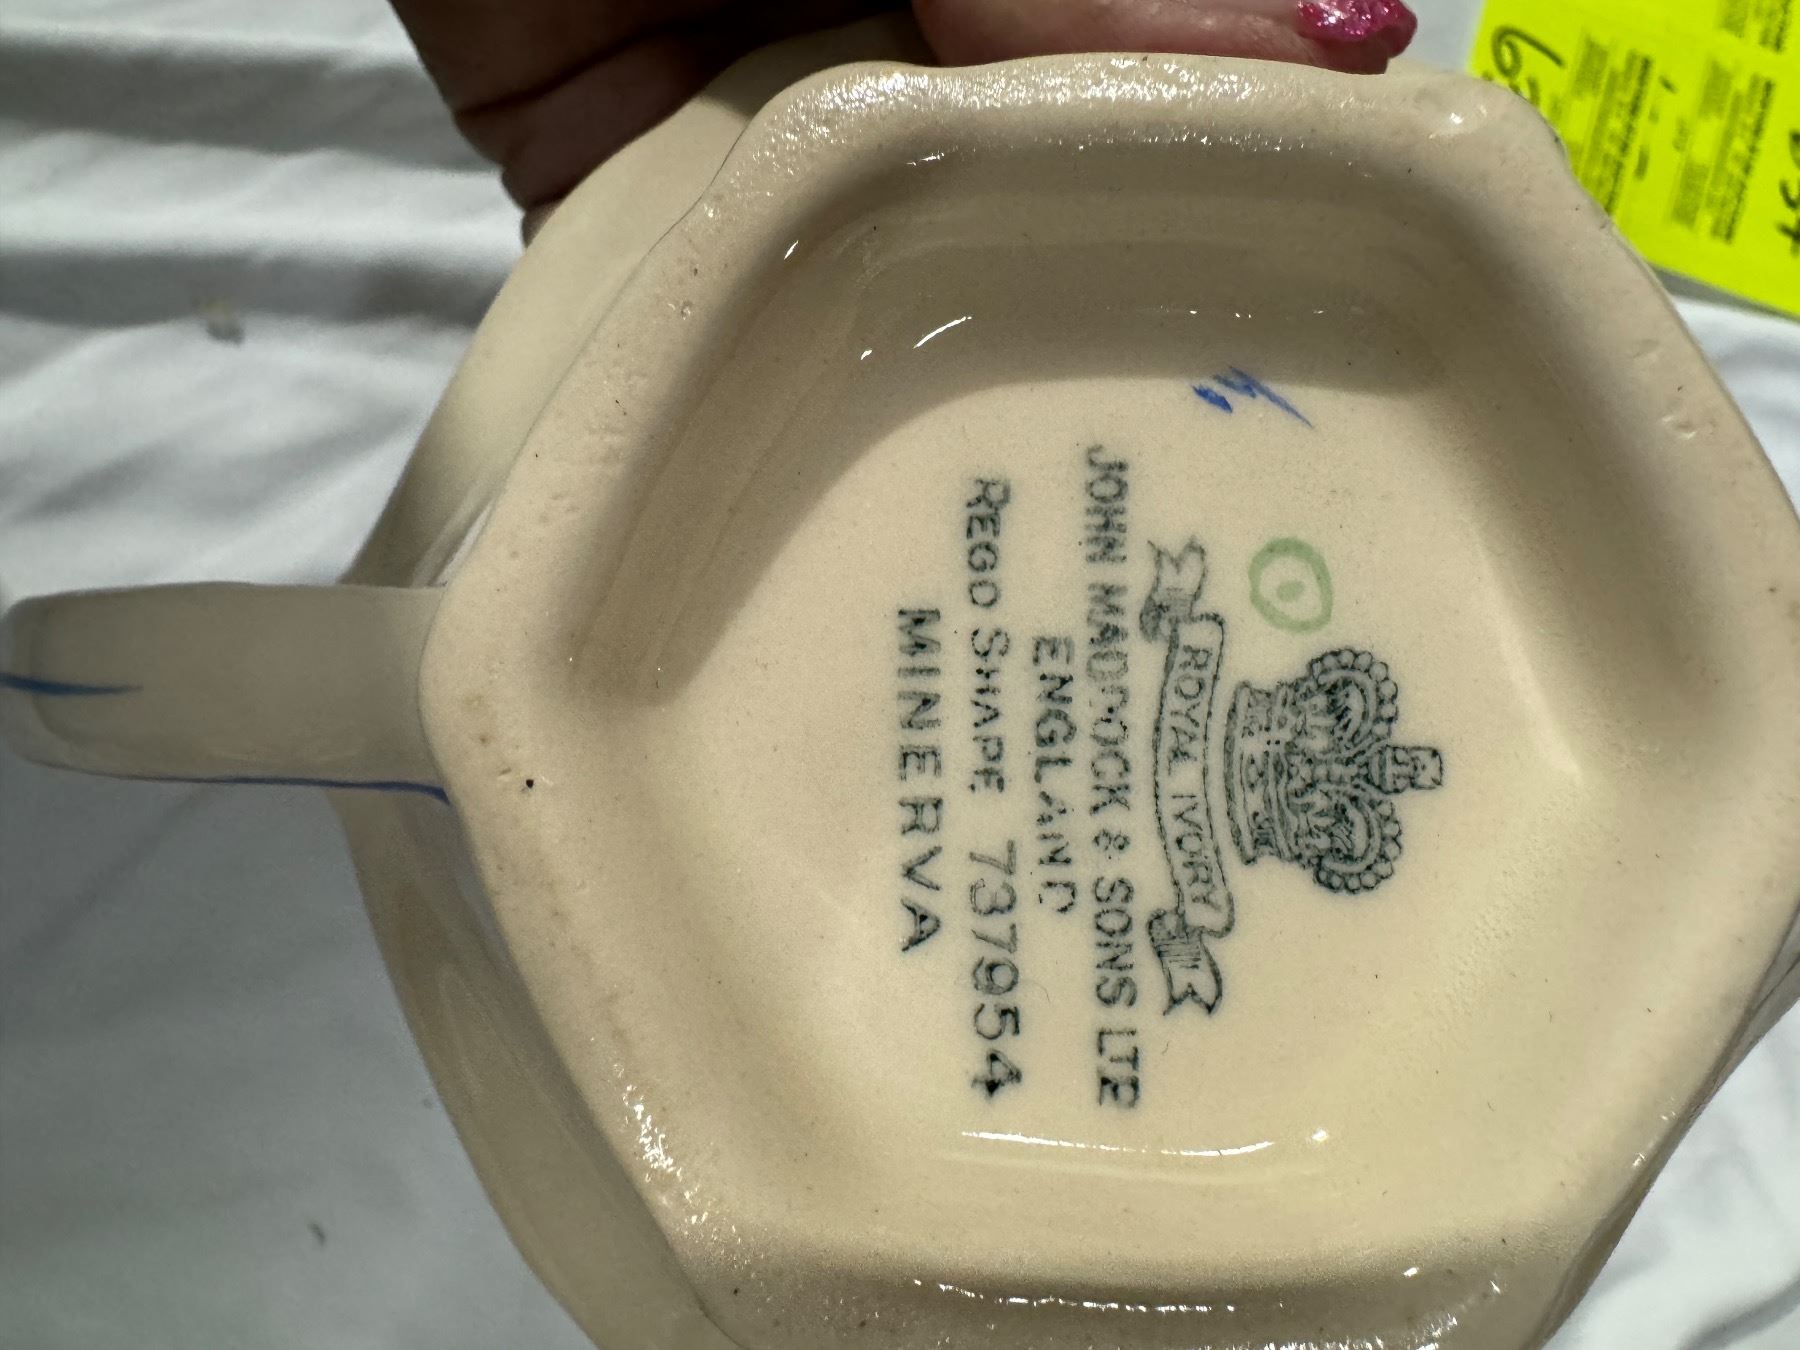 ROYAL IVORY
JOHN MADDOCK & SONS LTD
ENGLAND
REGD SHAPE 737954
MINERVA